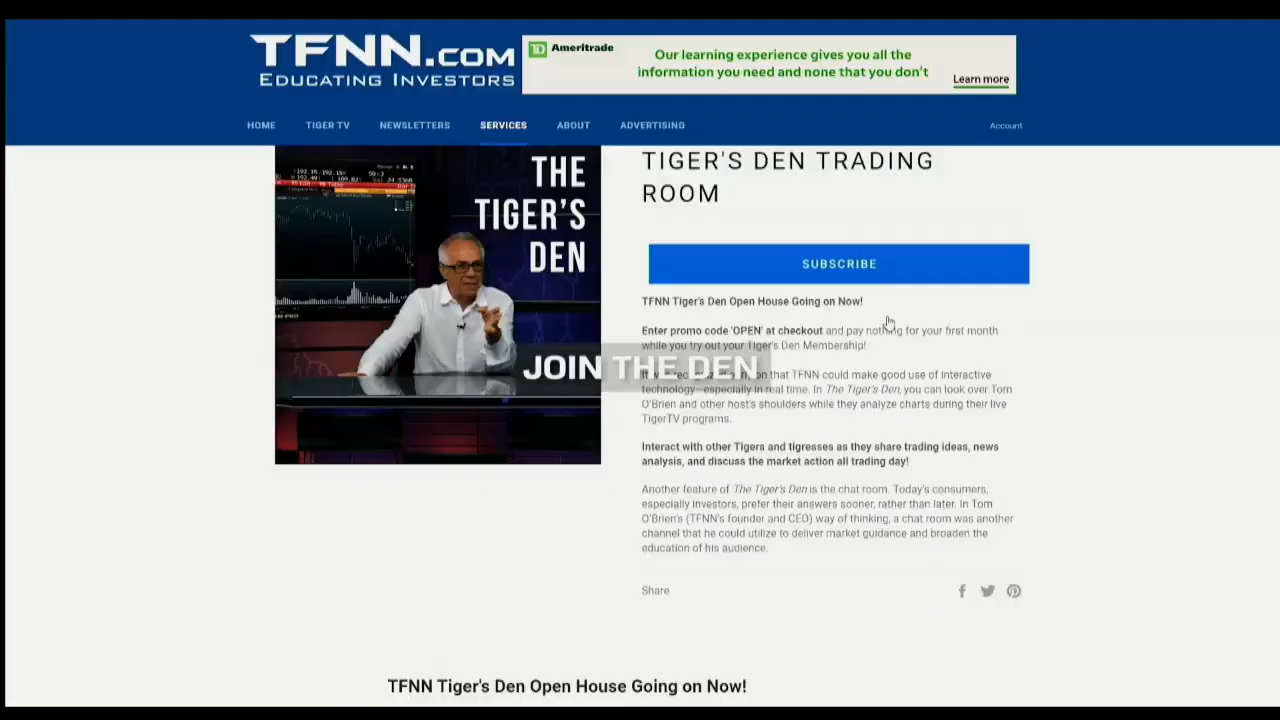 TFNN.COM
EDUCATING INVESTORS
Ameritrade
Our learning experience gives you all the
information you need and none that you don't
Learn more
HOME TIGER TV NEWSLETTERS SERVICES ABOUT ADVERTISING Account
THE
TIGER'S
DEN
TIGER'S DEN TRADING
ROOM
SUBSCRIBE
TFNN Tiger's Den Open House Going on Now!
Enter promo code 'OPEN' at checkout and pay nothing for your first month
while you try out your Tiger's Den Membership!
JOIN THE DEN
that TFNN could make good use of interactive
technology—especially in real time. In The Tiger's Den, you can look over Tom
O'Brien and other host's shoulders while they analyze charts during their live
TigerTV programs.
Interact with other Tigers and tigresses as they share trading ideas, news
analysis, and discuss the market action all trading day!
Another feature of The Tiger's Den is the chat room. Today's consumers,
especially investors, prefer their answers sooner, rather than later. In Tom
O'Brien's (TFNN's founder and CEO) way of thinking, a chat room was another
channel that he could utilize to deliver market guidance and broaden the
education of his audience.
Share
TFNN Tiger's Den Open House Going on Now!